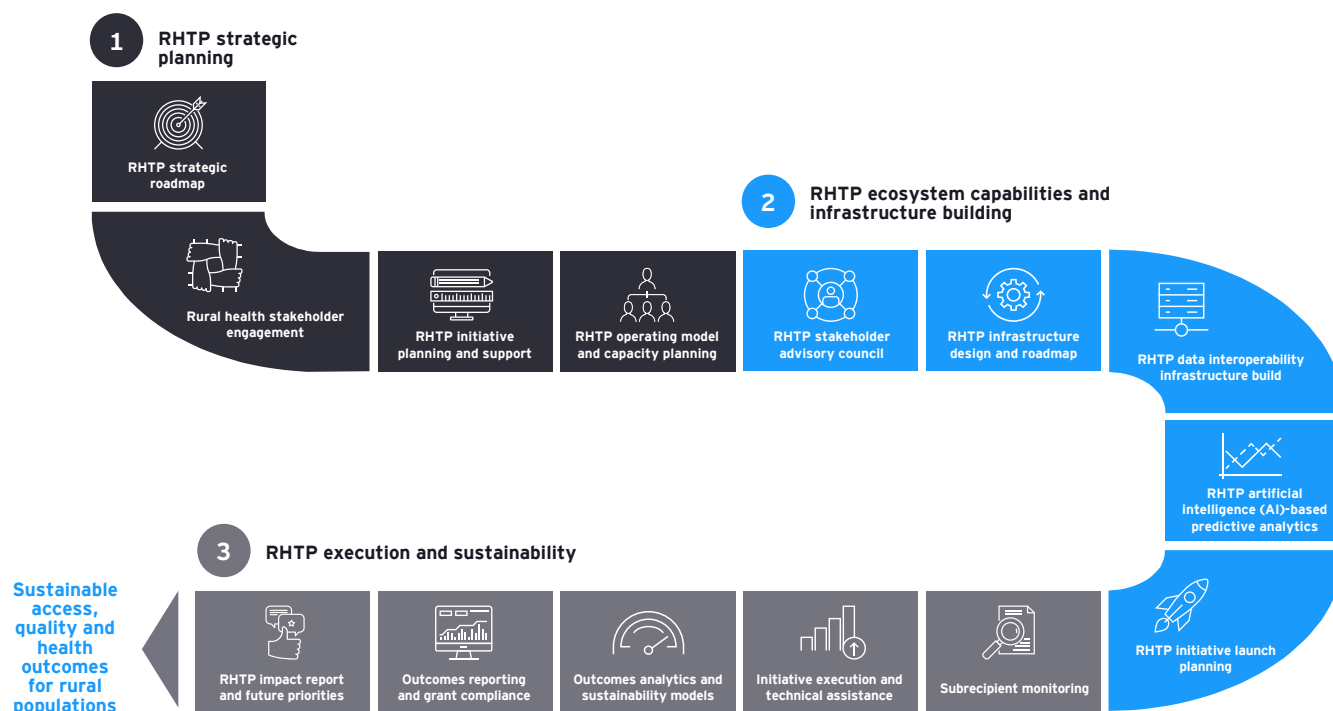 1
RHTP strategic
planning
RHTP strategic
roadmap
Rural health stakeholder
engagement
RHTP initiative
planning and support
RHTP operating model
and capacity planning
2
RHTP ecosystem capabilities and
infrastructure building
RHTP stakeholder
advisory council
RHTP infrastructure
design and roadmap
RHTP data interoperability
infrastructure build
RHTP artificial
intelligence (AI)-based
predictive analytics
RHTP initiative launch
planning
3
RHTP execution and sustainability
Subrecipient monitoring
Initiative execution and
technical assistance
Outcomes analytics and
sustainability models
Outcomes reporting
and grant compliance
RHTP impact report
and future priorities
Sustainable
access,
quality and
health
outcomes
for rural
populations